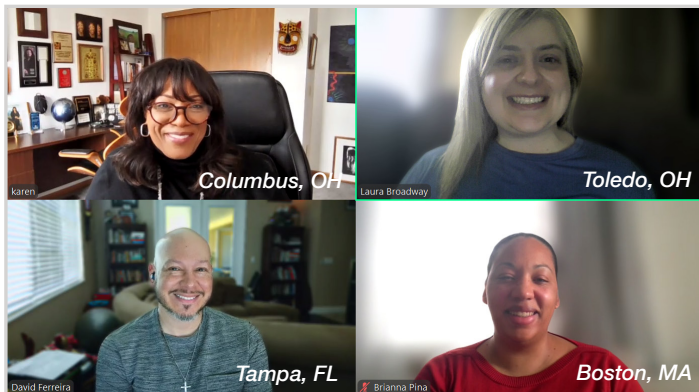 Columbus, OH
karen
Toledo, OH
Laura Broadway
Tampa, FL
David Ferreira
Boston, MA
Brianna Pina